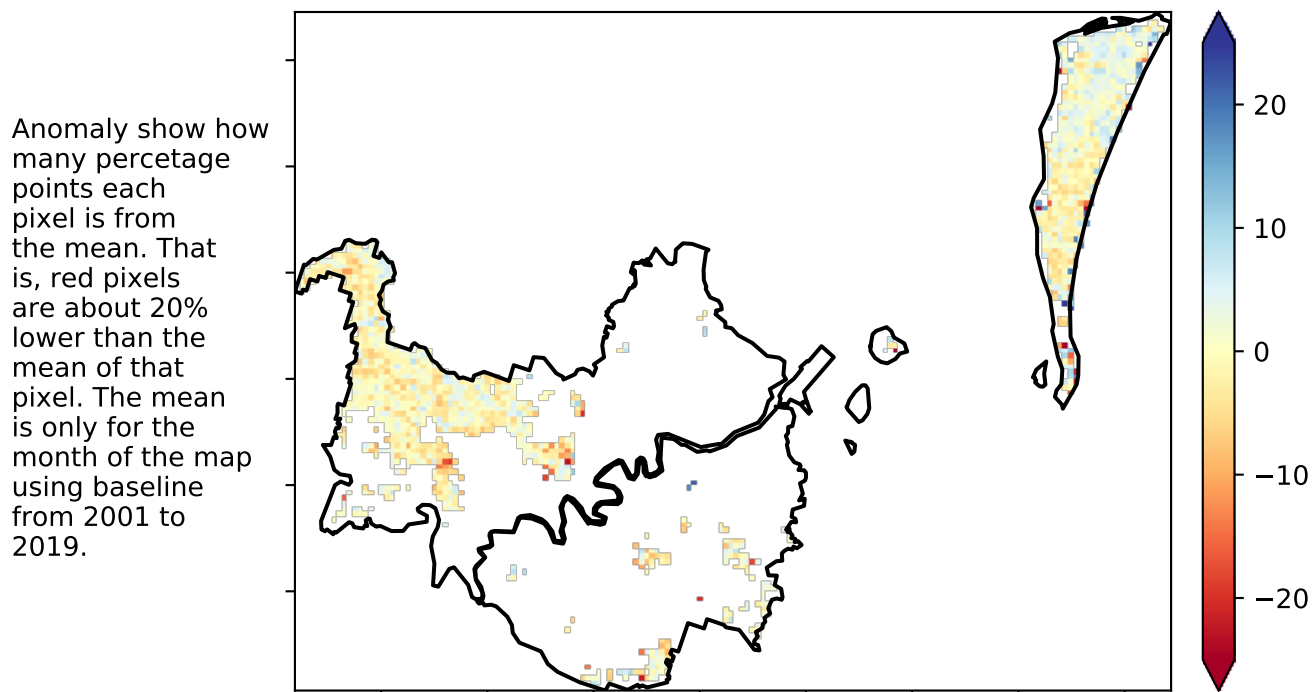 Anomaly show how
many percetage
points each
pixel is from
the mean. That
is, red pixels
are about 20%
lower than the
mean of that
pixel. The mean
is only for the
month of the map
using baseline
from 2001 to
2019.
20
10
0
−10
−20